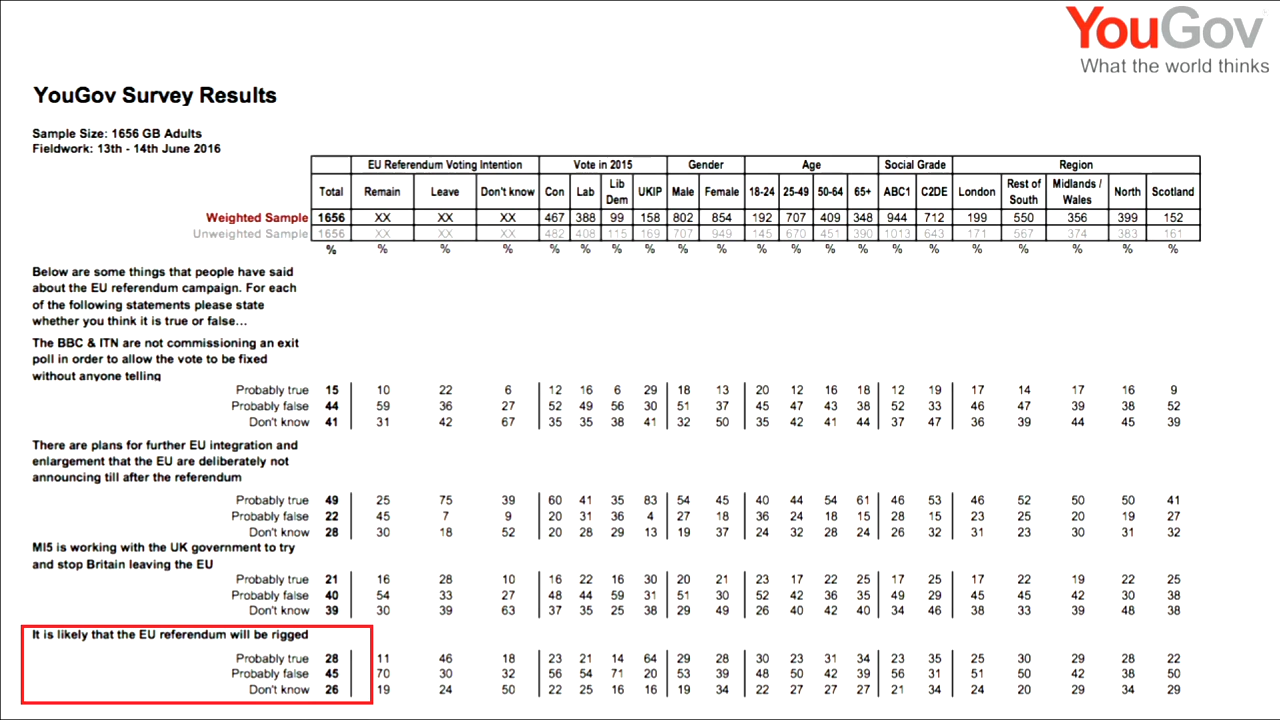 YouGov
What the world thinks
YouGov Survey Results
Sample Size: 1656 GB Adults
Fieldwork: 13th - 14th June 2016
EU Referendum Voting Intention Vote in 2015 Gender Age Social Grade Region
Total Remain Leave Don't know Con Lab Lib Dem UKIP Male Female 18-24 25-49 50-64 65+ ABC1 C2DE London Rest of South Midlands / Wales North Scotland
Weighted Sample 1656 XX XX XX 467 388 99 158 802 854 192 707 409 348 944 712 199 550 356 399 152
Unweighted Sample 1656 XX XX XX 482 408 115 169 707 949 145 670 451 390 1013 643 171 567 374 383 161
% % % % % % % % % % % % % % % % % % % % %
Below are some things that people have said
about the EU referendum campaign. For each
of the following statements please state
whether you think it is true or false...
The BBC & ITN are not commissioning an exit
poll in order to allow the vote to be fixed
without anyone telling
Probably true 15 10 22 6 12 16 6 29 18 13 20 12 16 18 12 19 17 14 17 16 9
Probably false 44 59 36 27 52 49 56 30 51 37 45 47 43 38 52 33 46 47 39 38 52
Don't know 41 31 42 67 35 35 38 41 32 50 35 42 41 44 37 47 36 39 44 45 39
There are plans for further EU integration and
enlargement that the EU are deliberately not
announcing till after the referendum
Probably true 49 25 75 39 60 41 35 83 54 45 40 44 54 61 46 53 46 52 50 50 41
Probably false 22 45 7 9 20 31 36 4 27 18 36 24 18 15 28 15 23 25 20 19 27
Don't know 28 30 18 52 20 28 29 13 19 37 24 32 28 24 26 32 31 23 30 31 32
MI5 is working with the UK government to try
and stop Britain leaving the EU
Probably true 21 16 28 10 16 22 16 30 20 21 23 17 22 25 17 25 17 22 19 22 25
Probably false 40 54 33 27 48 44 59 31 51 30 52 42 36 35 49 29 45 45 42 30 38
Don't know 39 30 39 63 37 35 25 38 29 49 26 40 42 40 34 46 38 33 39 48 38
It is likely that the EU referendum will be rigged
Probably true 28 11 46 18 23 21 14 64 29 28 30 23 31 34 23 35 25 30 29 28 22
Probably false 45 70 30 32 56 54 71 20 53 39 48 50 42 39 56 31 51 50 42 38 50
Don't know 26 19 24 50 22 25 16 16 19 34 22 27 27 27 21 34 24 20 29 34 29